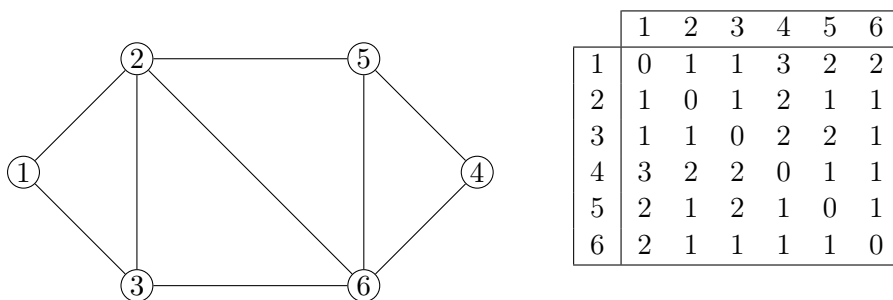 2
5
1
4
3
6
1 2 3 4 5 6
1 0 1 1 3 2 2
2 1 0 1 2 1 1
3 1 1 0 2 2 1
4 3 2 2 0 1 1
5 2 1 2 1 0 1
6 2 1 1 1 1 0